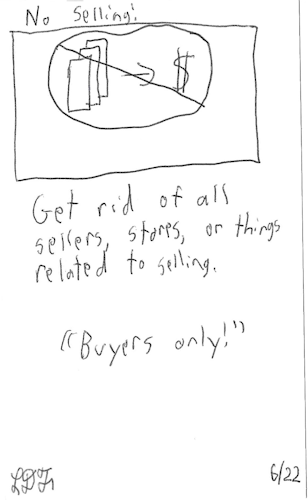 No Selling!
$
Get rid of all
sellers, stores, or things
related to selling.
"Buyers only!"
6/22